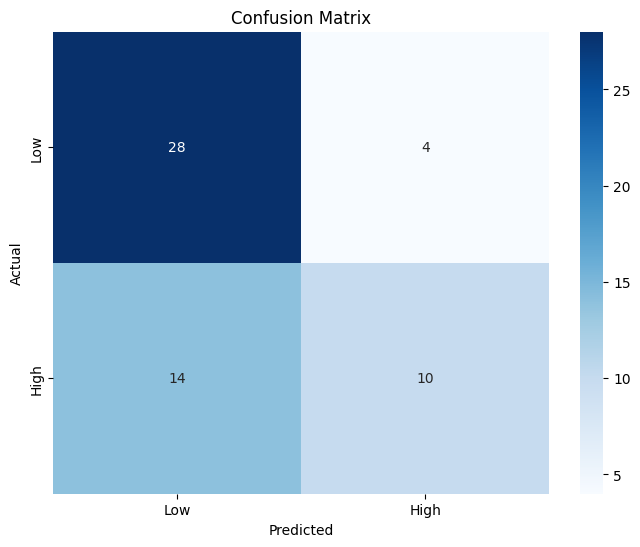 Confusion Matrix
Actual
Low
28
4
High
14
10
Low
High
Predicted
25
20
15
10
5